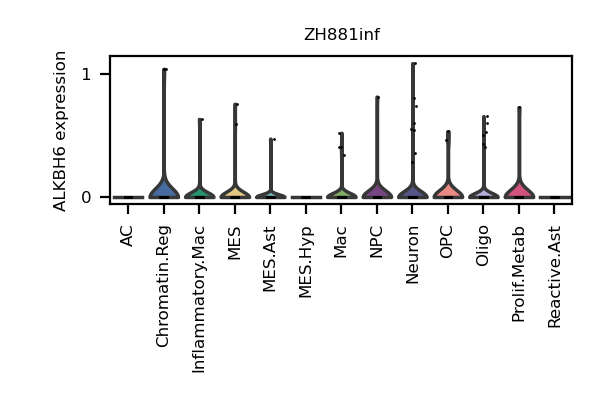 ZH881inf
ALKBH6 expression
1
0
AC
Chromatin.Reg
Inflammatory.Mac
MES
MES.Ast
MES.Hyp
Mac
NPC
Neuron
OPC
Oligo
Prolif.Metab
Reactive.Ast